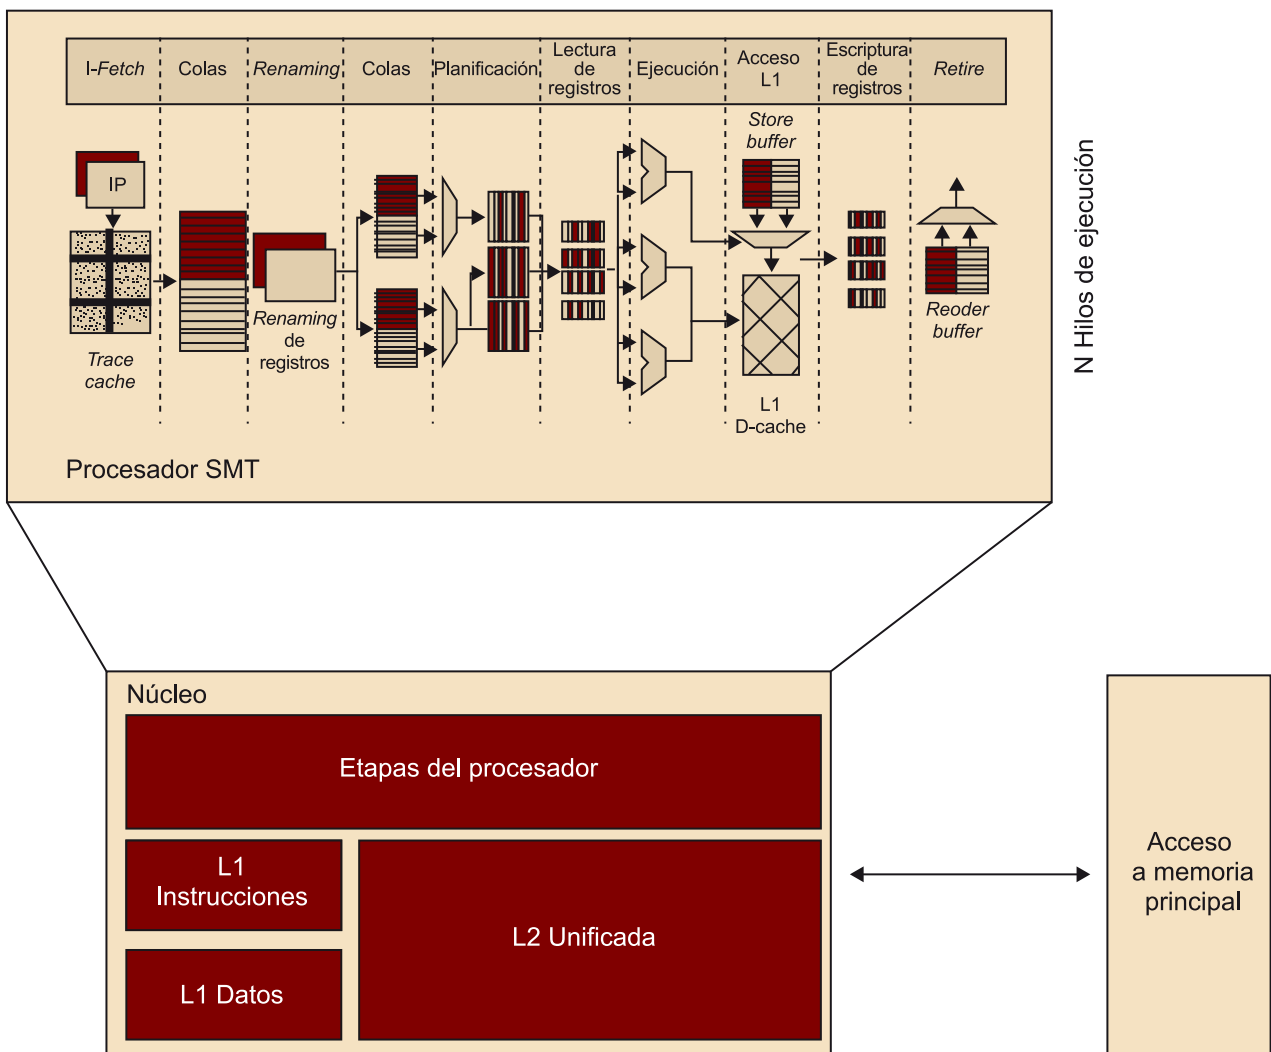 I-Fetch
Colas
Renaming
Colas
Planificación
Lectura
de
registros
Ejecución
Acceso
L1
Escriptura
de
registros
Retire
Store
buffer
IP
Trace
cache
Renaming
de
registros
L1
D-cache
Reoder
buffer
N Hilos de ejecución
Procesador SMT
Núcleo
Etapas del procesador
L1
Instrucciones
L2 Unificada
L1 Datos
Acceso
a memoria
principal